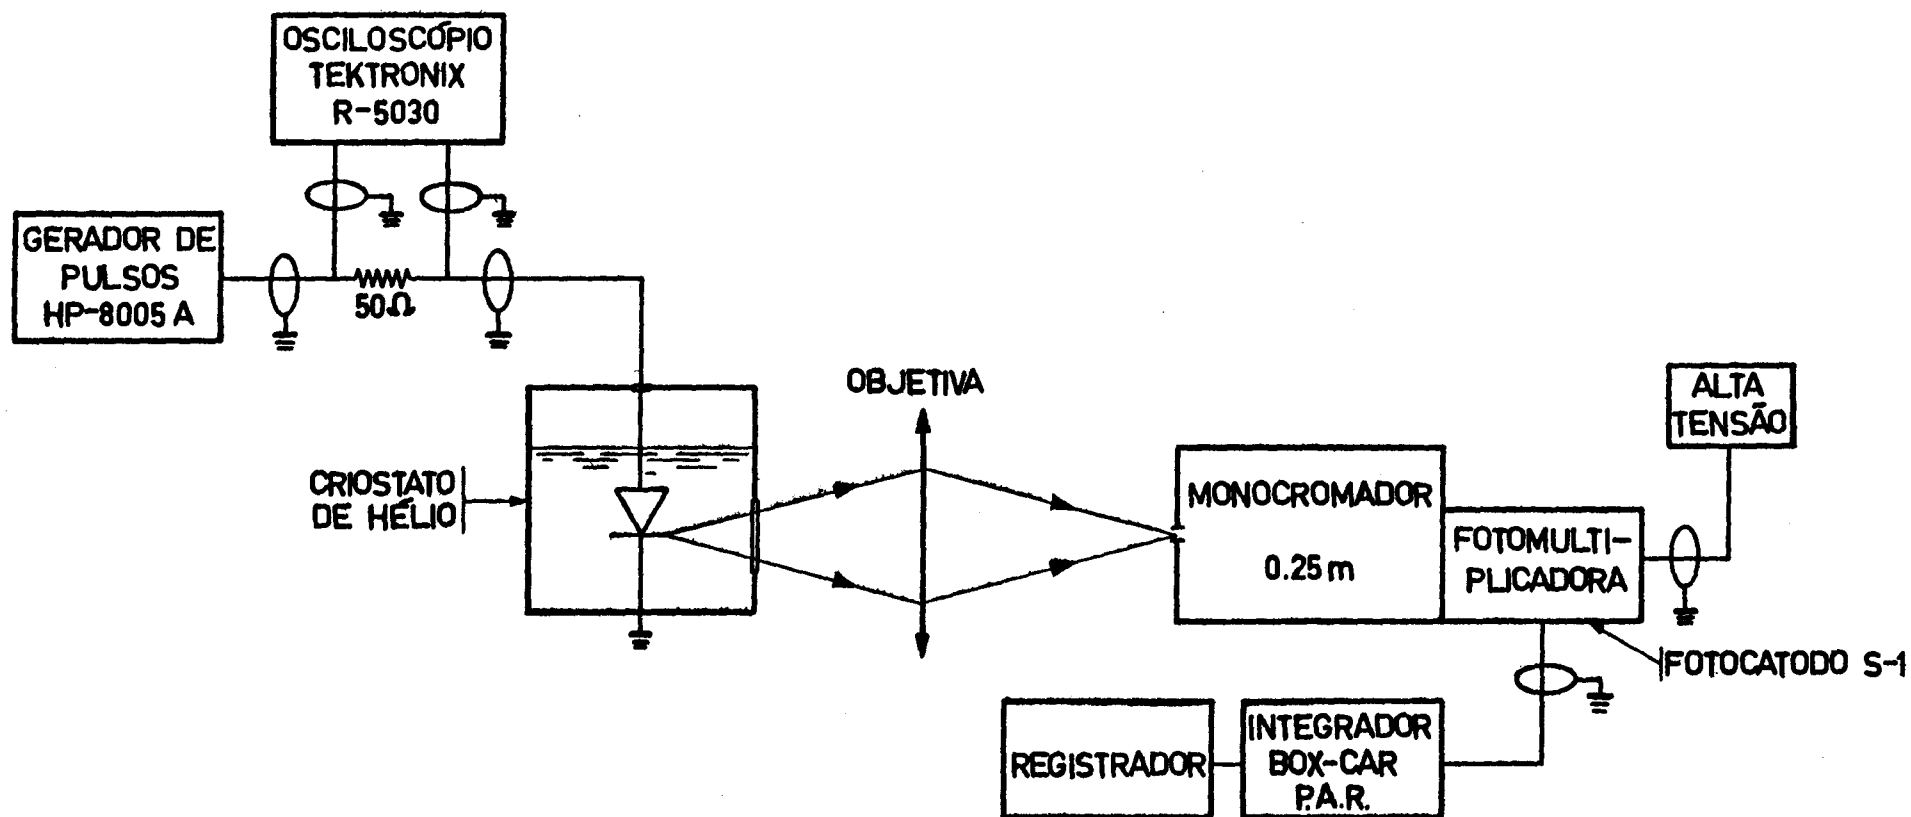 OSCILOSCÓPIO
TEKTRONIX
R-5030
GERADOR DE
PULSOS
HP-8005 A
50Ω
OBJETIVA
ALTA
TENSÃO
CRIOSTATO
DE HÉLIO
MONOCROMADOR
0.25 m
FOTOMULTI-
PLICADORA
FOTOCATODO S-1
REGISTRADOR
INTEGRADOR
BOX-CAR
P.A.R.